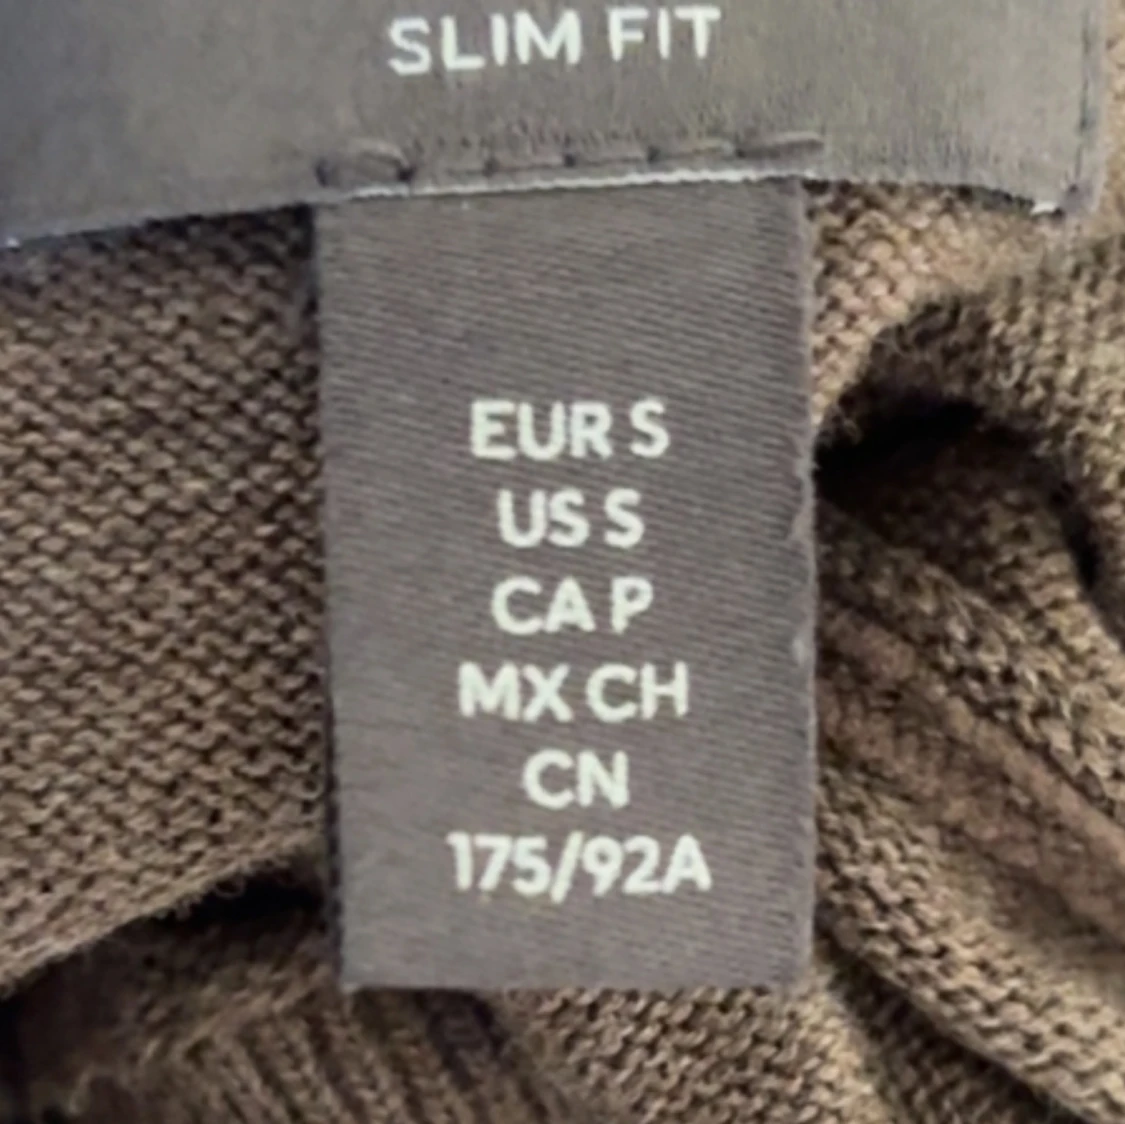 SLIM FIT
EUR S
US S
CA P
MX CH
CN
175/92A